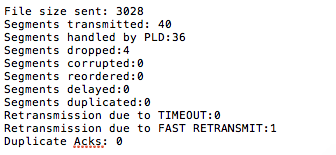 File size sent: 3028
Segments transmitted: 40
Segments handled by PLD:36
Segments dropped:4
Segments corrupted:0
Segments reordered:0
Segments delayed:0
Segments duplicated:0
Retransmission due to TIMEOUT:0
Retransmission due to FAST RETRANSMIT:1
Duplicate Acks: 0